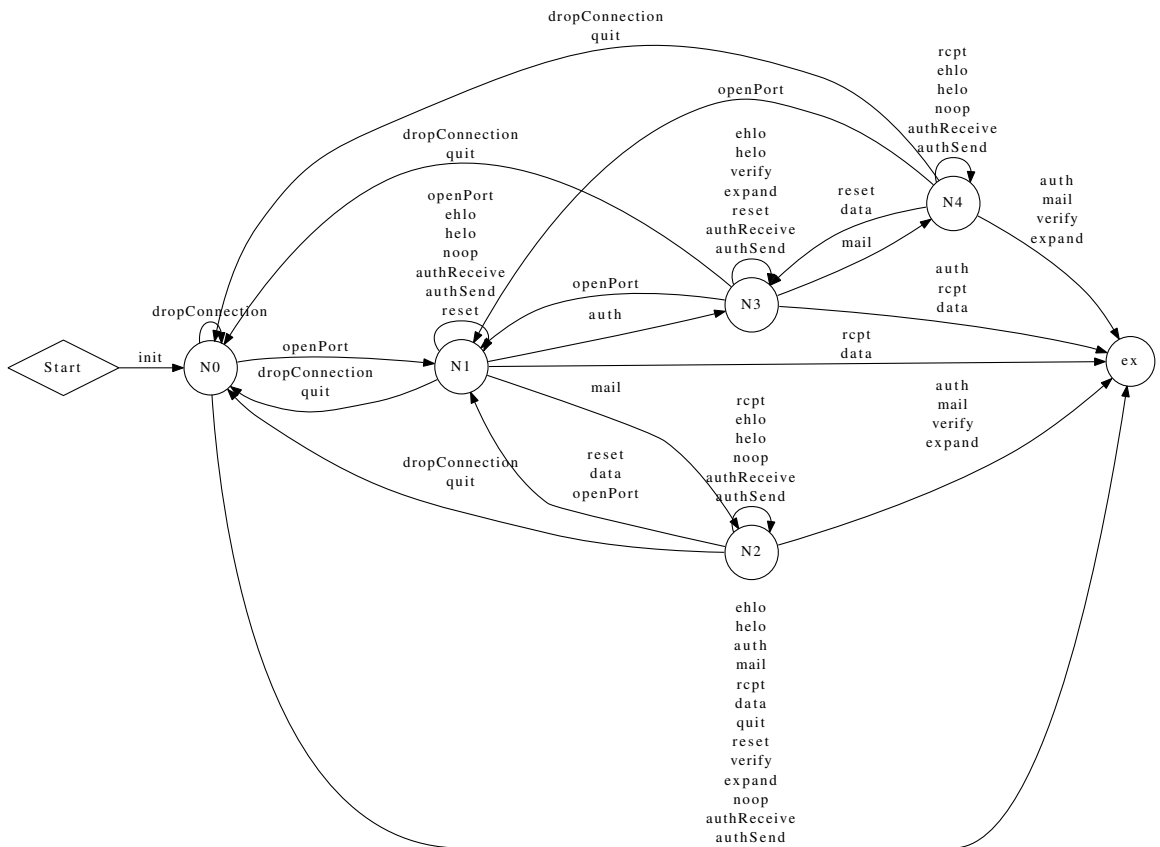 dropConnection
quit
rcpt
ehlo
helo
noop
authReceive
authSend
openPort
dropConnection
quit
ehlo
helo
verify
expand
reset
authReceive
authSend
reset
data
mail
N4
auth
mail
verify
expand
openPort
ehlo
helo
noop
authReceive
authSend
reset
openPort
auth
N3
auth
rcpt
data
dropConnection
Start
init
N0
openPort
dropConnection
quit
N1
rcpt
data
ex
mail
auth
mail
verify
expand
dropConnection
quit
reset
data
openPort
rcpt
ehlo
helo
noop
authReceive
authSend
N2
ehlo
helo
auth
mail
rcpt
data
quit
reset
verify
expand
noop
authReceive
authSend